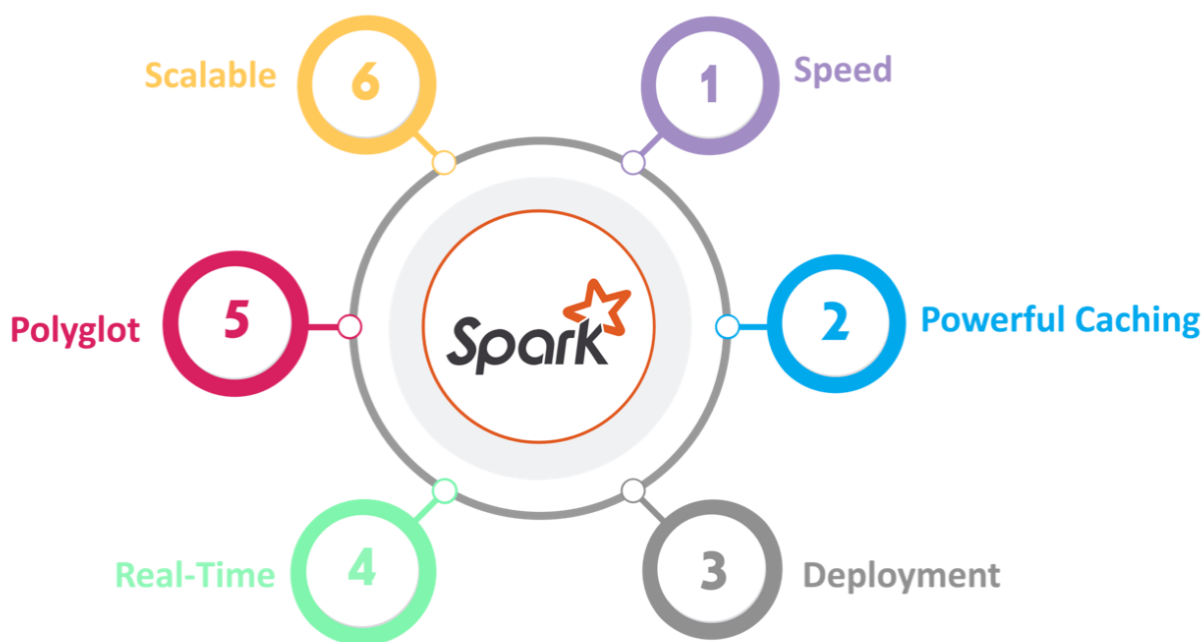 1
Speed
2
Powerful Caching
3
Deployment
4
Real-Time
5
Polyglot
6
Scalable
Spark